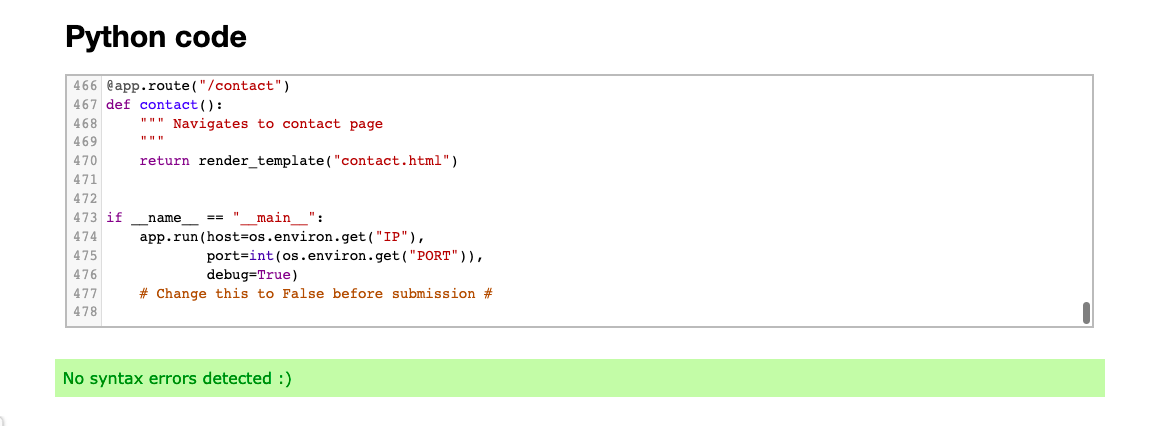 Python code
466 @app.route("/contact")
467 def contact():
468     """ Navigates to contact page
469     """
470     return render_template("contact.html")
471
472
473 if __name__ == "__main__":
474     app.run(host=os.environ.get("IP"),
475             port=int(os.environ.get("PORT")),
476             debug=True)
477     # Change this to False before submission #
478
No syntax errors detected :)